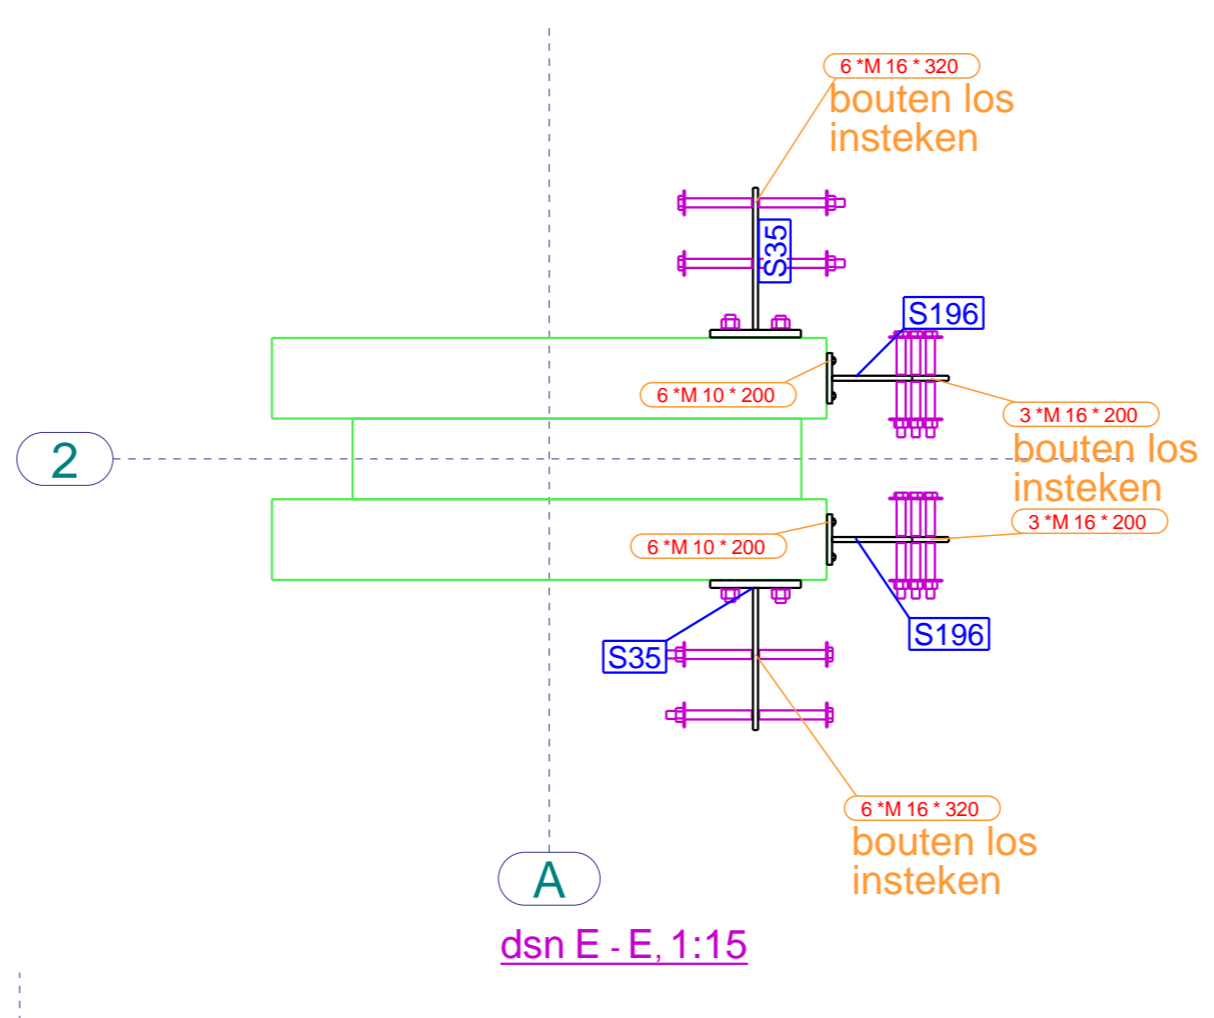 6 *M 16 * 320
bouten los
insteken
S35
S196
6 *M 10 * 200
3 *M 16 * 200
bouten los
insteken
2
3 *M 16 * 200
6 *M 10 * 200
S196
S35
6 *M 16 * 320
bouten los
insteken
A
dsn E - E, 1:15